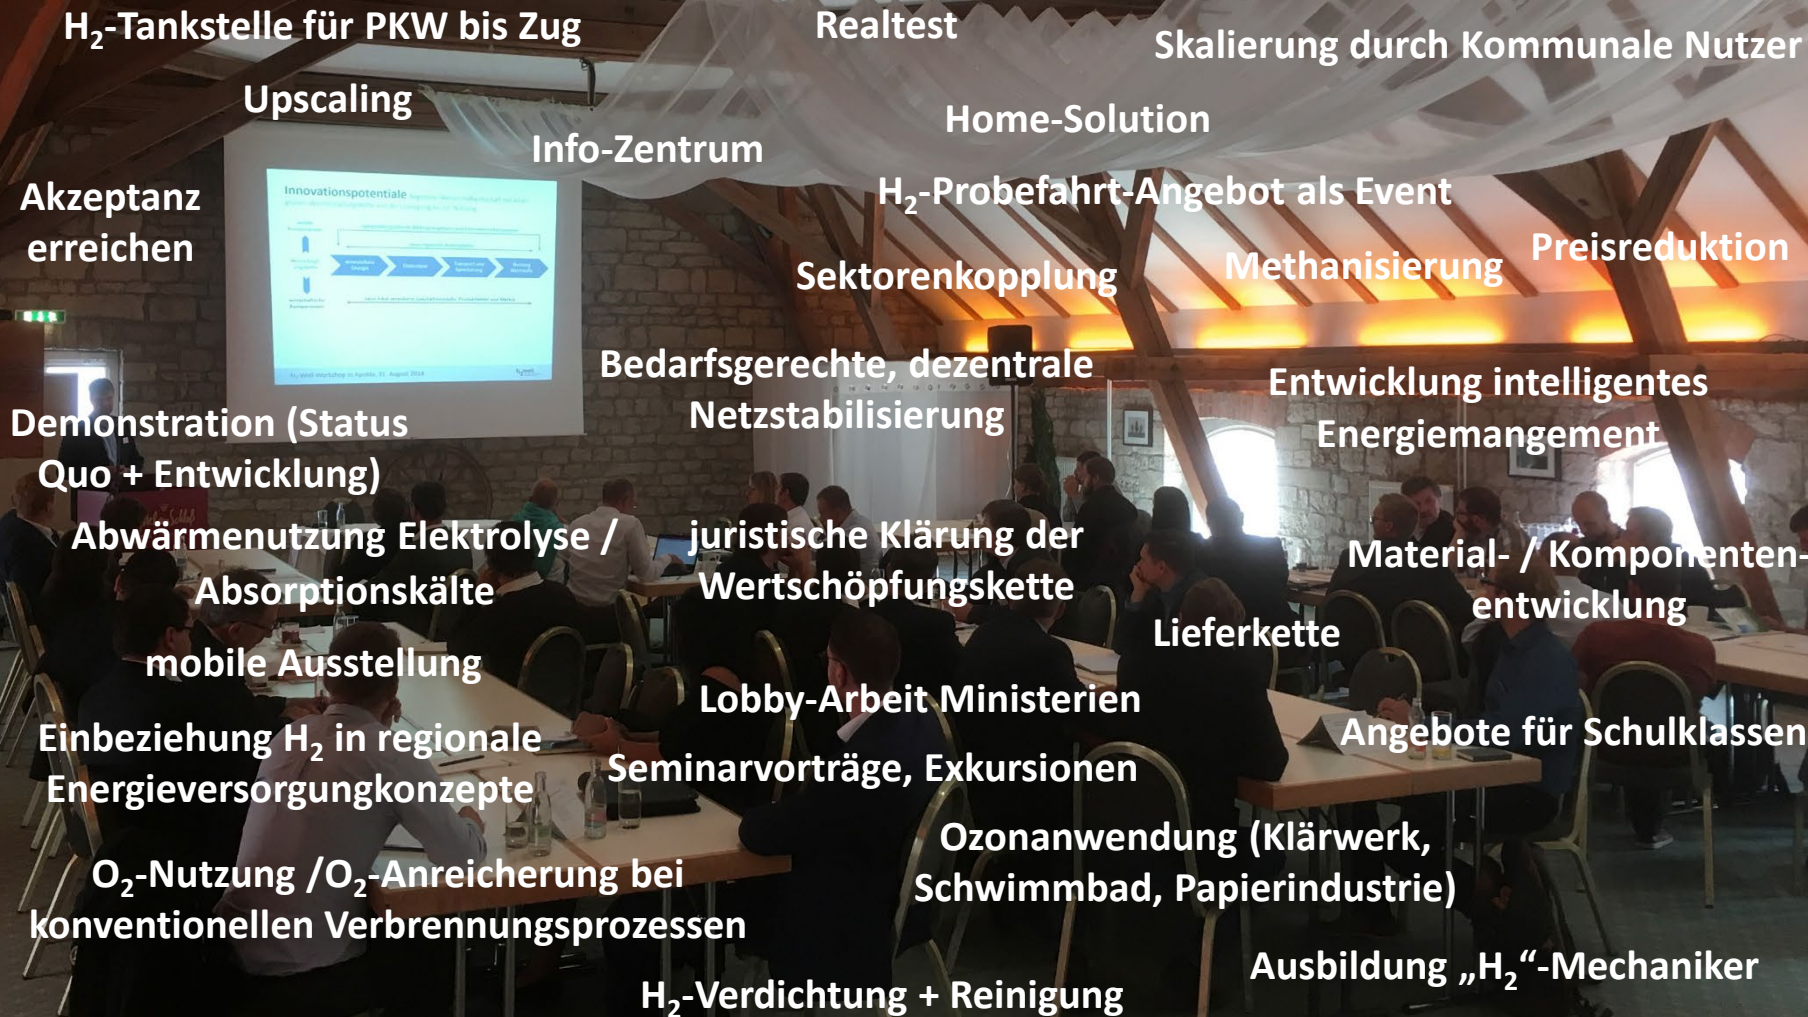 H₂-Tankstelle für PKW bis Zug
Realtest
Skalierung durch Kommunale Nutzer
Upscaling
Home-Solution
Info-Zentrum
Akzeptanz
erreichen
H₂-Probefahrt-Angebot als Event
Innovationspotentiale
Preisreduktion
Methanisierung
Sektorenkopplung
Bedarfsgerechte, dezentrale
Netzstabilisierung
Entwicklung intelligentes
Energiemangement
Demonstration (Status
Quo + Entwicklung)
Abwärmenutzung Elektrolyse /
Absorptionskälte
juristische Klärung der
Wertschöpfungskette
Material- / Komponenten-
entwicklung
Lieferkette
mobile Ausstellung
Lobby-Arbeit Ministerien
Einbeziehung H₂ in regionale
Energieversorgungkonzepte
Angebote für Schulklassen
Seminarvorträge, Exkursionen
Ozonanwendung (Klärwerk,
Schwimmbad, Papierindustrie)
O₂-Nutzung /O₂-Anreicherung bei
konventionellen Verbrennungsprozessen
Ausbildung „H₂“-Mechaniker
H₂-Verdichtung + Reinigung